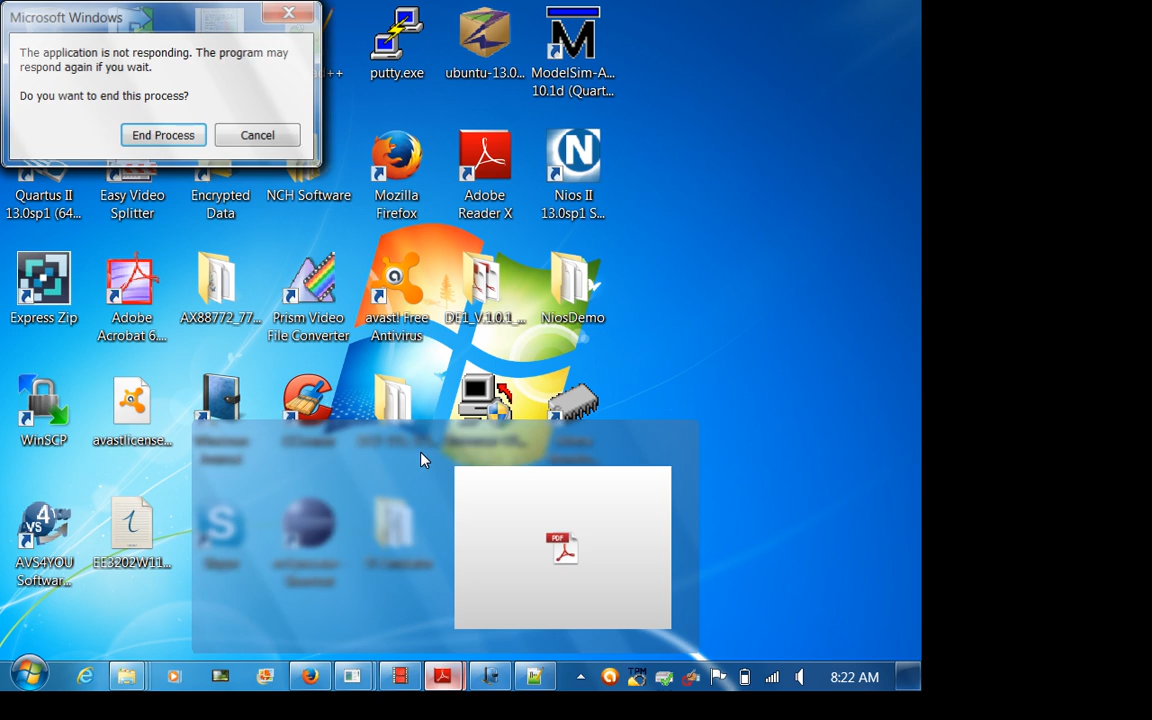 Microsoft Windows
The application is not responding. The program may
respond again if you wait.
Do you want to end this process?
End Process
Cancel
++
putty.exe
ubuntu-13.0...
ModelSim-A...
10.1d (Quart...
Quartus II
13.0sp1 (64...
Easy Video
Splitter
Encrypted
Data
NCH Software
Mozilla
Firefox
Adobe
Reader X
Nios II
13.0sp1 S...
Express Zip
Adobe
Acrobat 6....
AX88772_77...
Prism Video
File Converter
avast! Free
Antivirus
DE1_V.1.0.1_...
NiosDemo
WinSCP
avastlicense...
AVS4YOU
Softwar...
EE3202W11...
PDF
8:22 AM